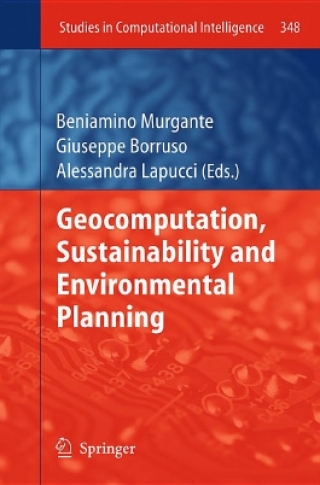 Studies in Computational Intelligence 348
Beniamino Murgante
Giuseppe Borruso
Alessandra Lapucci (Eds.)
Geocomputation,
Sustainability and
Environmental
Planning
Springer